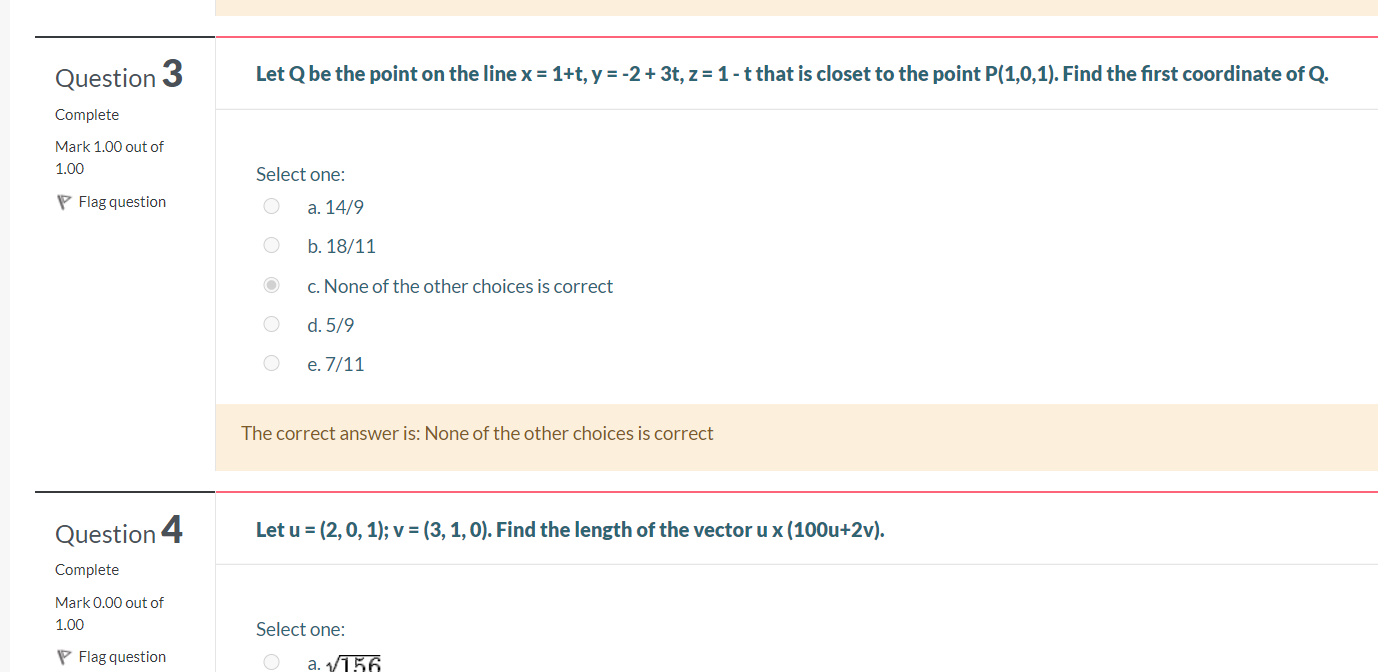 Question 3
Complete
Mark 1.00 out of
1.00
Flag question
Let Q be the point on the line x = 1+t, y = -2 + 3t, z = 1 - t that is closet to the point P(1,0,1). Find the first coordinate of Q.
Select one:
a. 14/9
b. 18/11
c. None of the other choices is correct
d. 5/9
e. 7/11
The correct answer is: None of the other choices is correct
Question 4
Complete
Mark 0.00 out of
1.00
Flag question
Let u = (2, 0, 1); v = (3, 1, 0). Find the length of the vector u x (100u+2v).
Select one:
a. √156